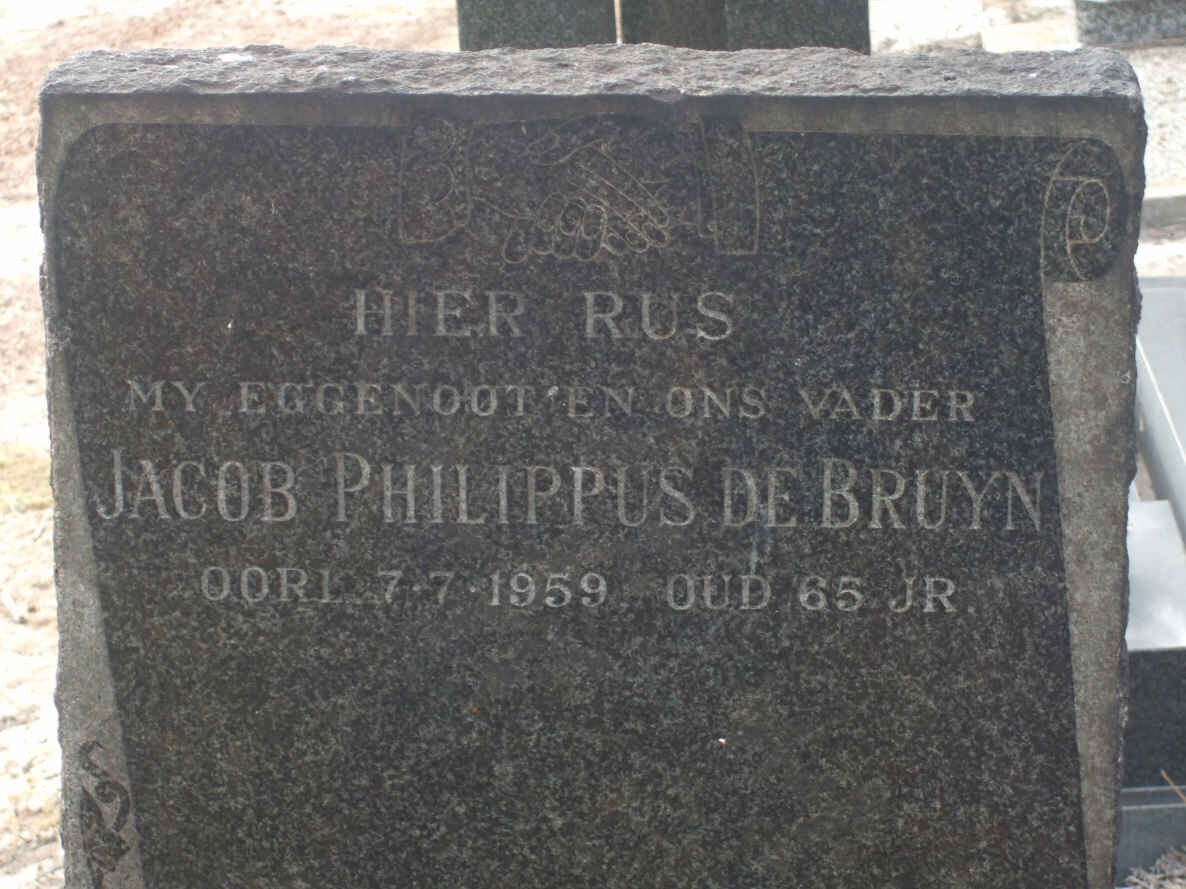 HIER RUS
MY EGGENOOT EN ONS VADER
JACOB PHILIPPUS DE BRUYN
OORL. 7·7·1959. OUD 65 JR.